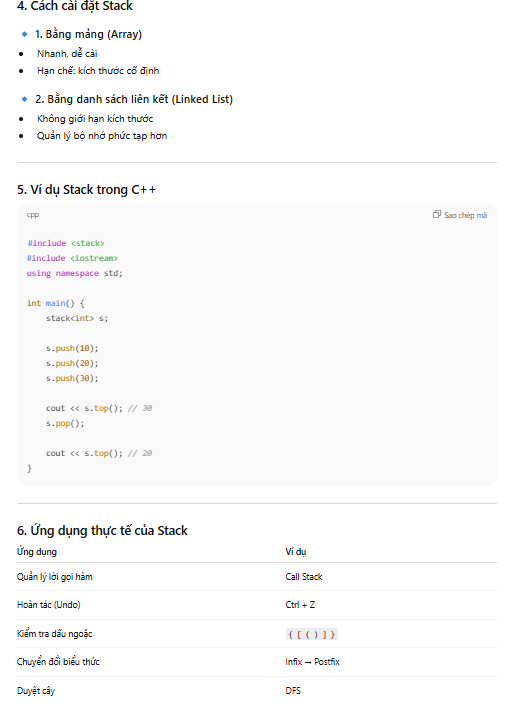 4. Cách cài đặt Stack
1. Bằng mảng (Array)
Nhanh, dễ cài
Hạn chế: kích thước cố định
2. Bằng danh sách liên kết (Linked List)
Không giới hạn kích thước
Quản lý bộ nhớ phức tạp hơn
5. Ví dụ Stack trong C++
cpp Sao chép mã
#include <stack>
#include <iostream>
using namespace std;
int main() {
stack<int> s;
s.push(10);
s.push(20);
s.push(30);
cout << s.top(); // 30
s.pop();
cout << s.top(); // 20
}
6. Ứng dụng thực tế của Stack
Ứng dụng Ví dụ
Quản lý lời gọi hàm Call Stack
Hoàn tác (Undo) Ctrl + Z
Kiểm tra dấu ngoặc { [ ( ) ] }
Chuyển đổi biểu thức Infix → Postfix
Duyệt cây DFS